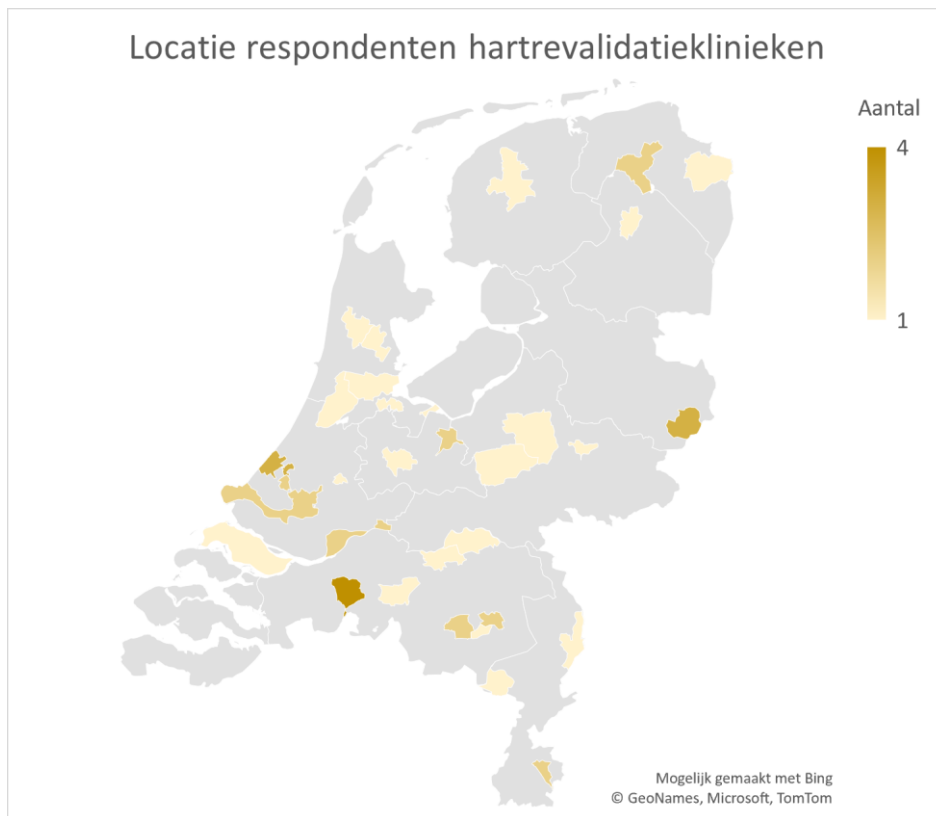 Locatie respondenten hartrevalidatieklinieken
Aantal
4
1
Mogelijk gemaakt met Bing
© GeoNames, Microsoft, TomTom